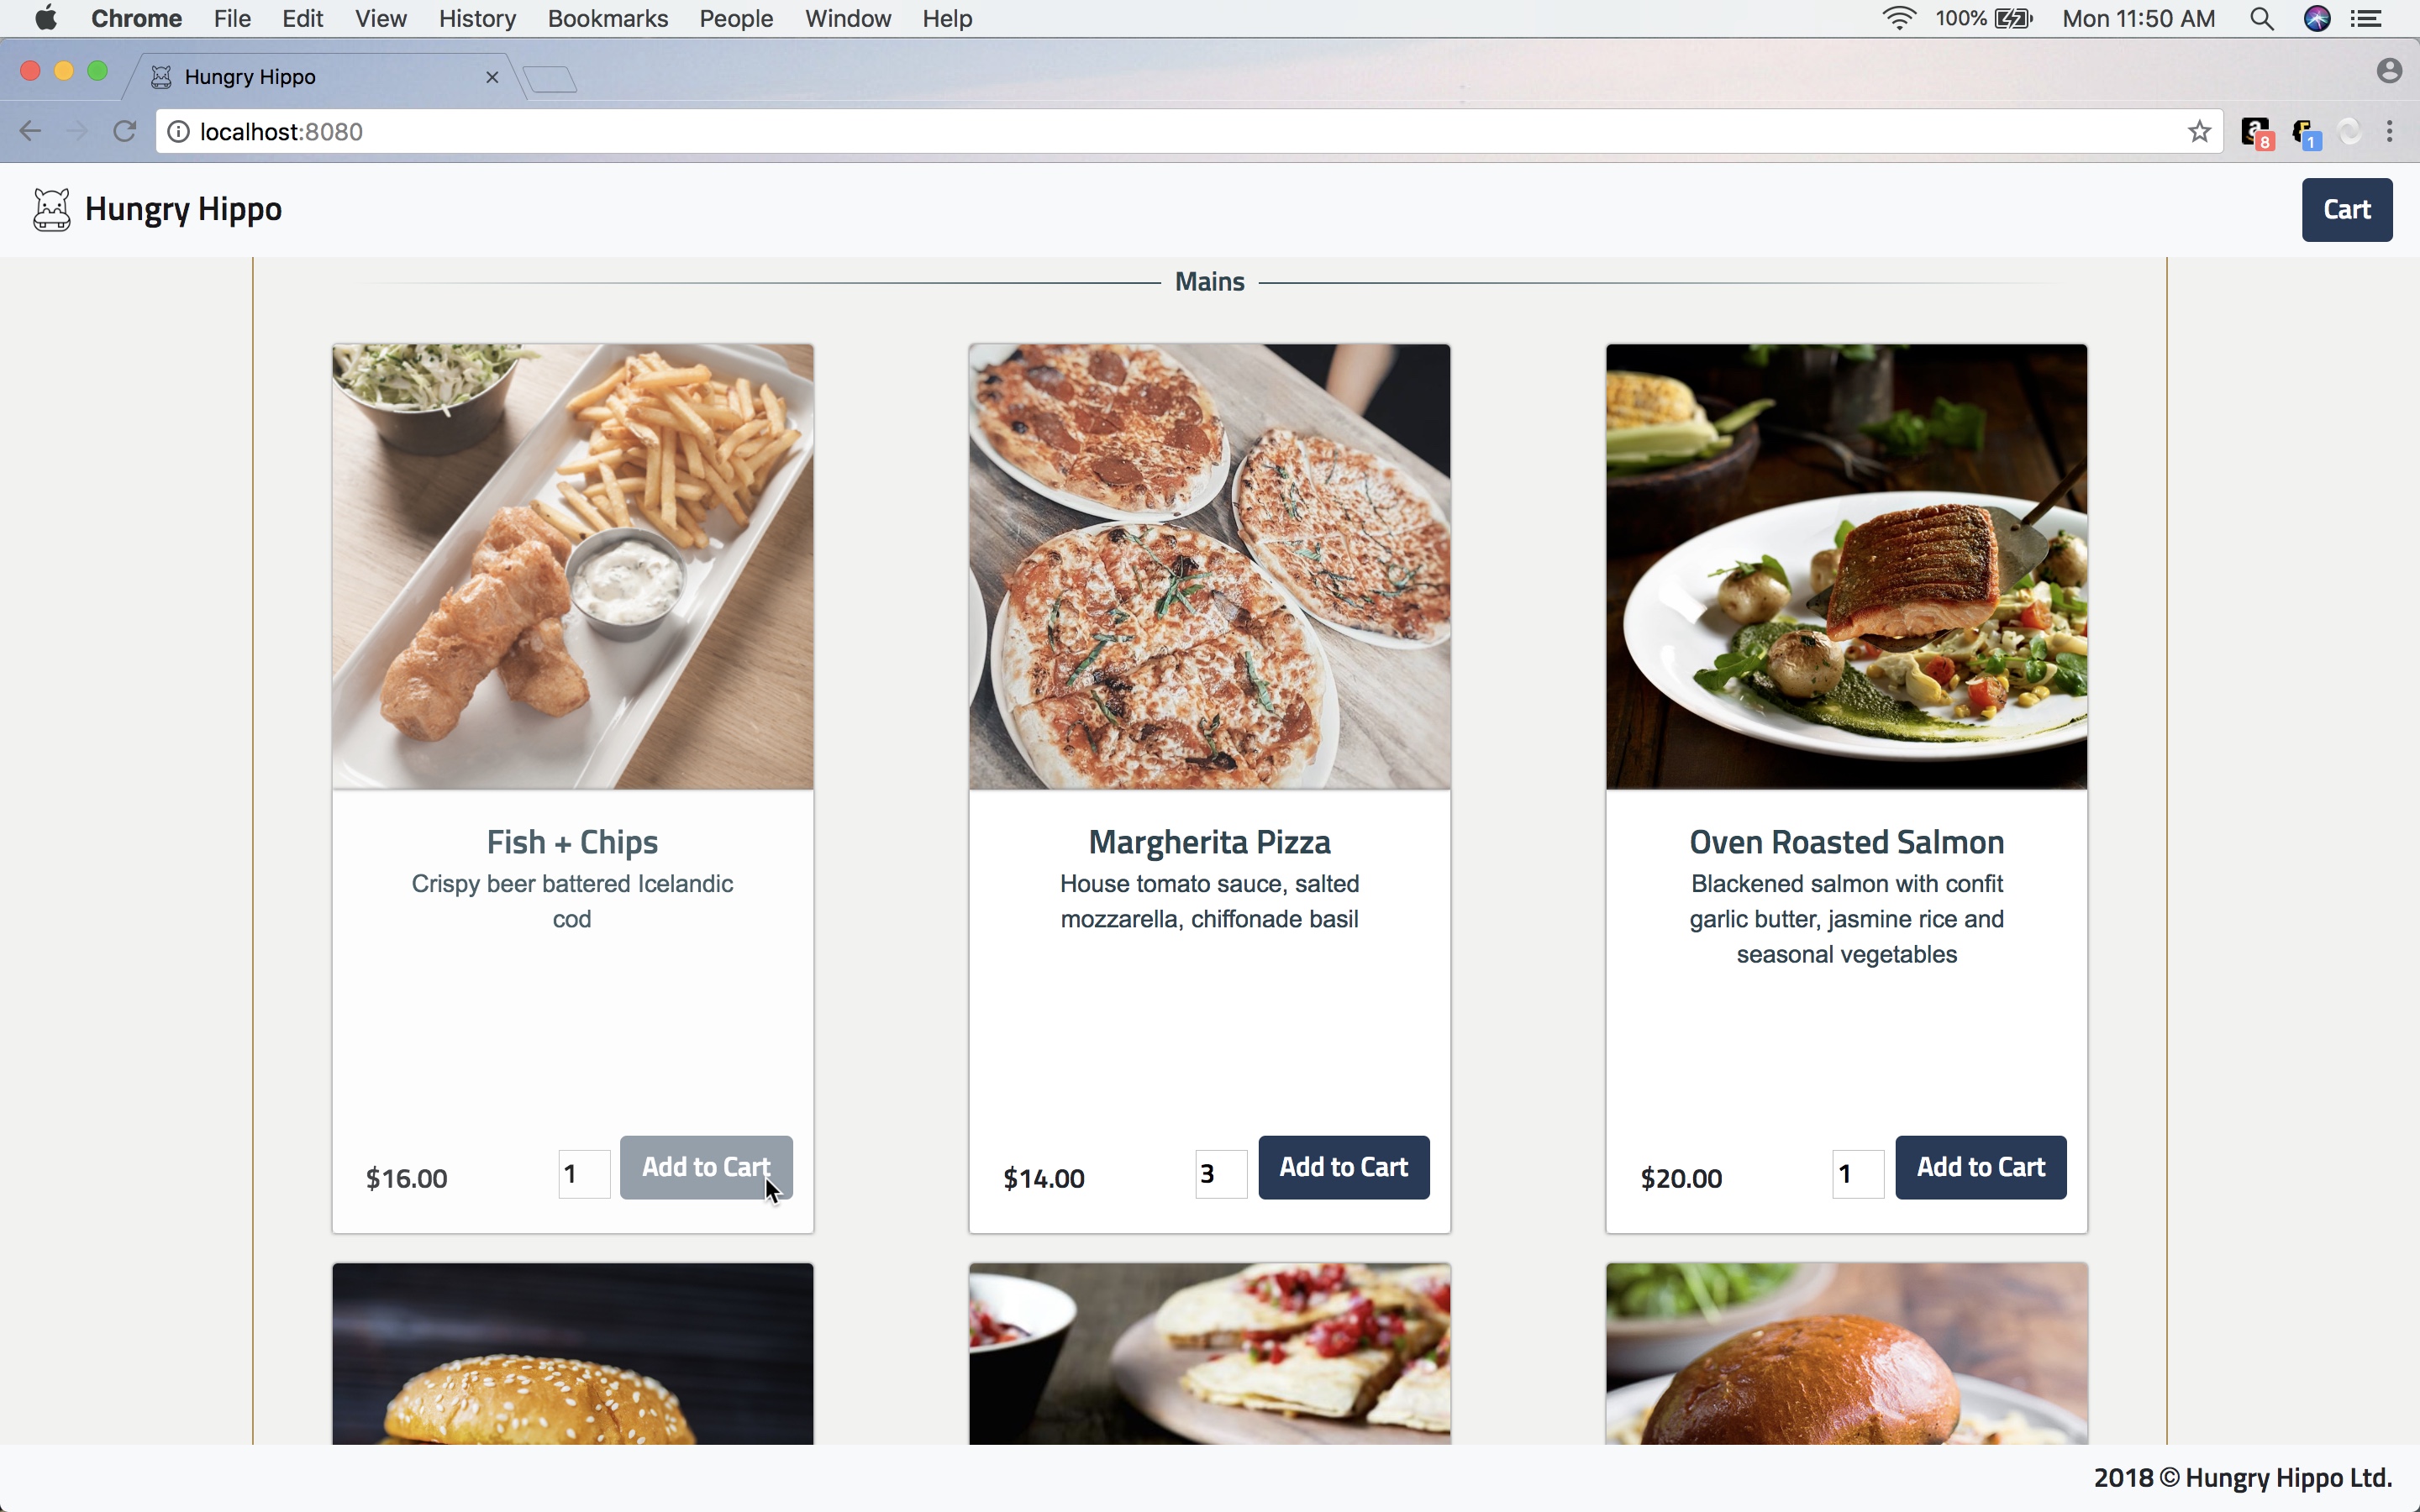 Chrome File Edit View History Bookmarks People Window Help 100% Mon 11:50 AM
Hungry Hippo
localhost:8080
8
1
Hungry Hippo
Cart
Mains
Fish + Chips
Crispy beer battered Icelandic
cod
$16.00 1 Add to Cart
Margherita Pizza
House tomato sauce, salted
mozzarella, chiffonade basil
$14.00 3 Add to Cart
Oven Roasted Salmon
Blackened salmon with confit
garlic butter, jasmine rice and
seasonal vegetables
$20.00 1 Add to Cart
2018 © Hungry Hippo Ltd.